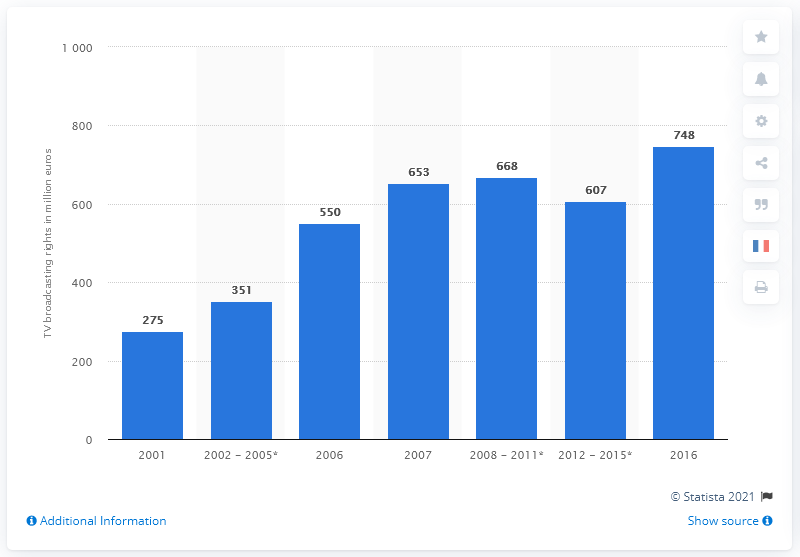 1 000
800
600
400
200
0
TV broadcasting rights in million euros
275
351
550
653
668
607
748
2001
2002 – 2005*
2006
2007
2008 – 2011*
2012 – 2015*
2016
© Statista 2021
Additional Information
Show source